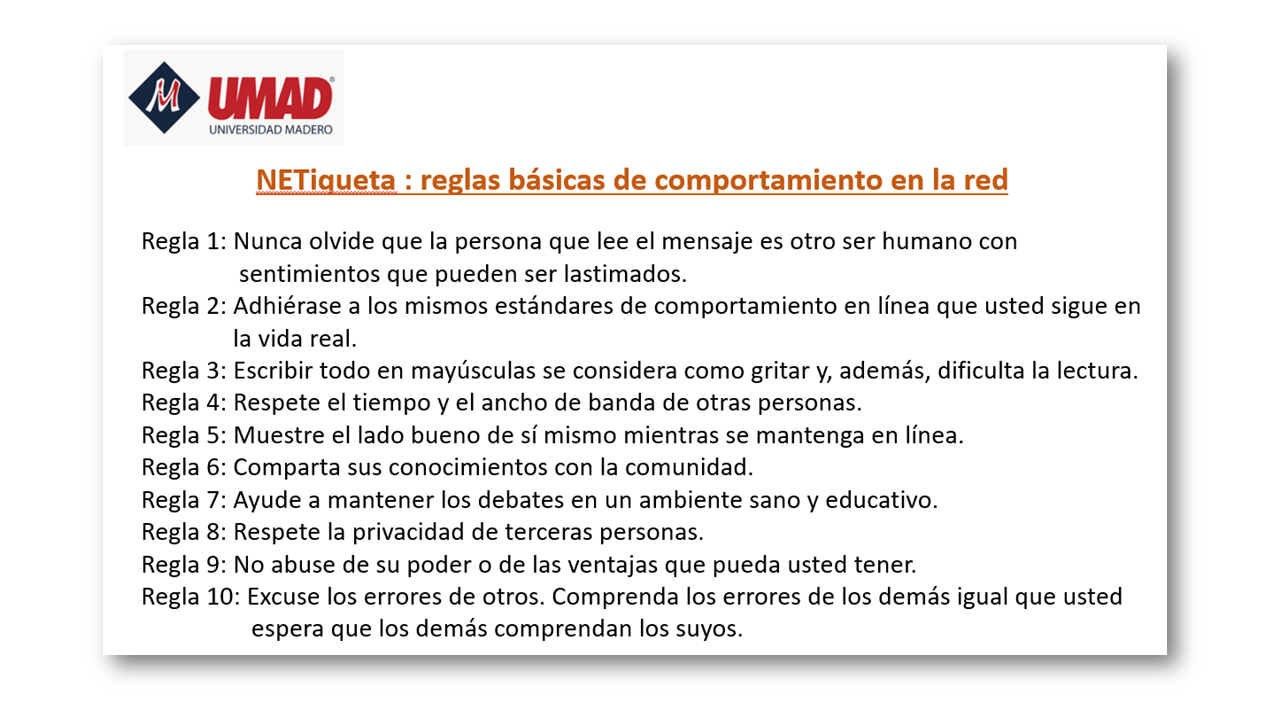 M UMAD®
UNIVERSIDAD MADERO
NETiqueta : reglas básicas de comportamiento en la red
Regla 1: Nunca olvide que la persona que lee el mensaje es otro ser humano con
sentimientos que pueden ser lastimados.
Regla 2: Adhiérase a los mismos estándares de comportamiento en línea que usted sigue en
la vida real.
Regla 3: Escribir todo en mayúsculas se considera como gritar y, además, dificulta la lectura.
Regla 4: Respete el tiempo y el ancho de banda de otras personas.
Regla 5: Muestre el lado bueno de sí mismo mientras se mantenga en línea.
Regla 6: Comparta sus conocimientos con la comunidad.
Regla 7: Ayude a mantener los debates en un ambiente sano y educativo.
Regla 8: Respete la privacidad de terceras personas.
Regla 9: No abuse de su poder o de las ventajas que pueda usted tener.
Regla 10: Excuse los errores de otros. Comprenda los errores de los demás igual que usted
espera que los demás comprendan los suyos.